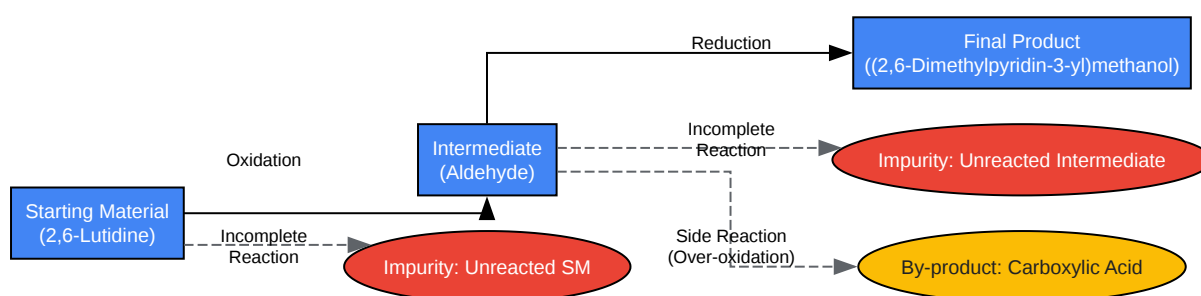 Reduction
Final Product
((2,6-Dimethylpyridin-3-yl)methanol)
Oxidation
Intermediate
(Aldehyde)
Incomplete
Reaction
Impurity: Unreacted Intermediate
Starting Material
(2,6-Lutidine)
Incomplete
Reaction
Impurity: Unreacted SM
Side Reaction
(Over-oxidation)
By-product: Carboxylic Acid